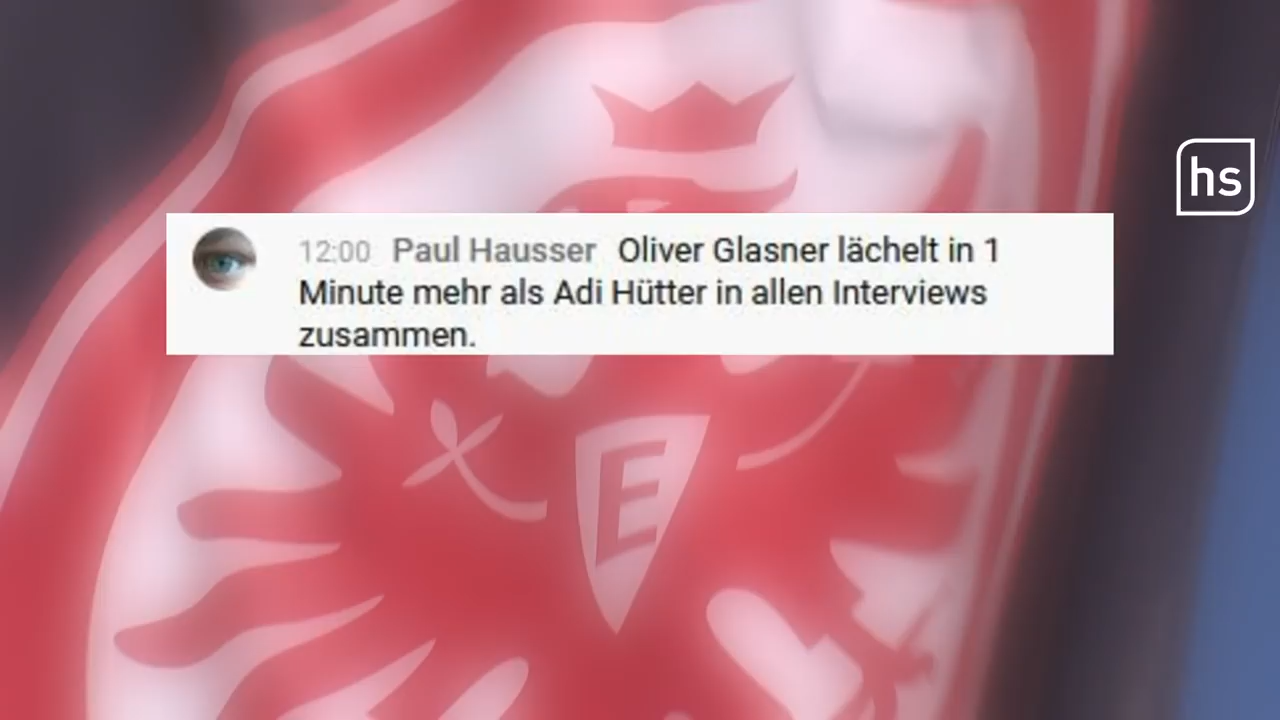 hs
12:00 Paul Hausser Oliver Glasner lächelt in 1
Minute mehr als Adi Hütter in allen Interviews
zusammen.
E